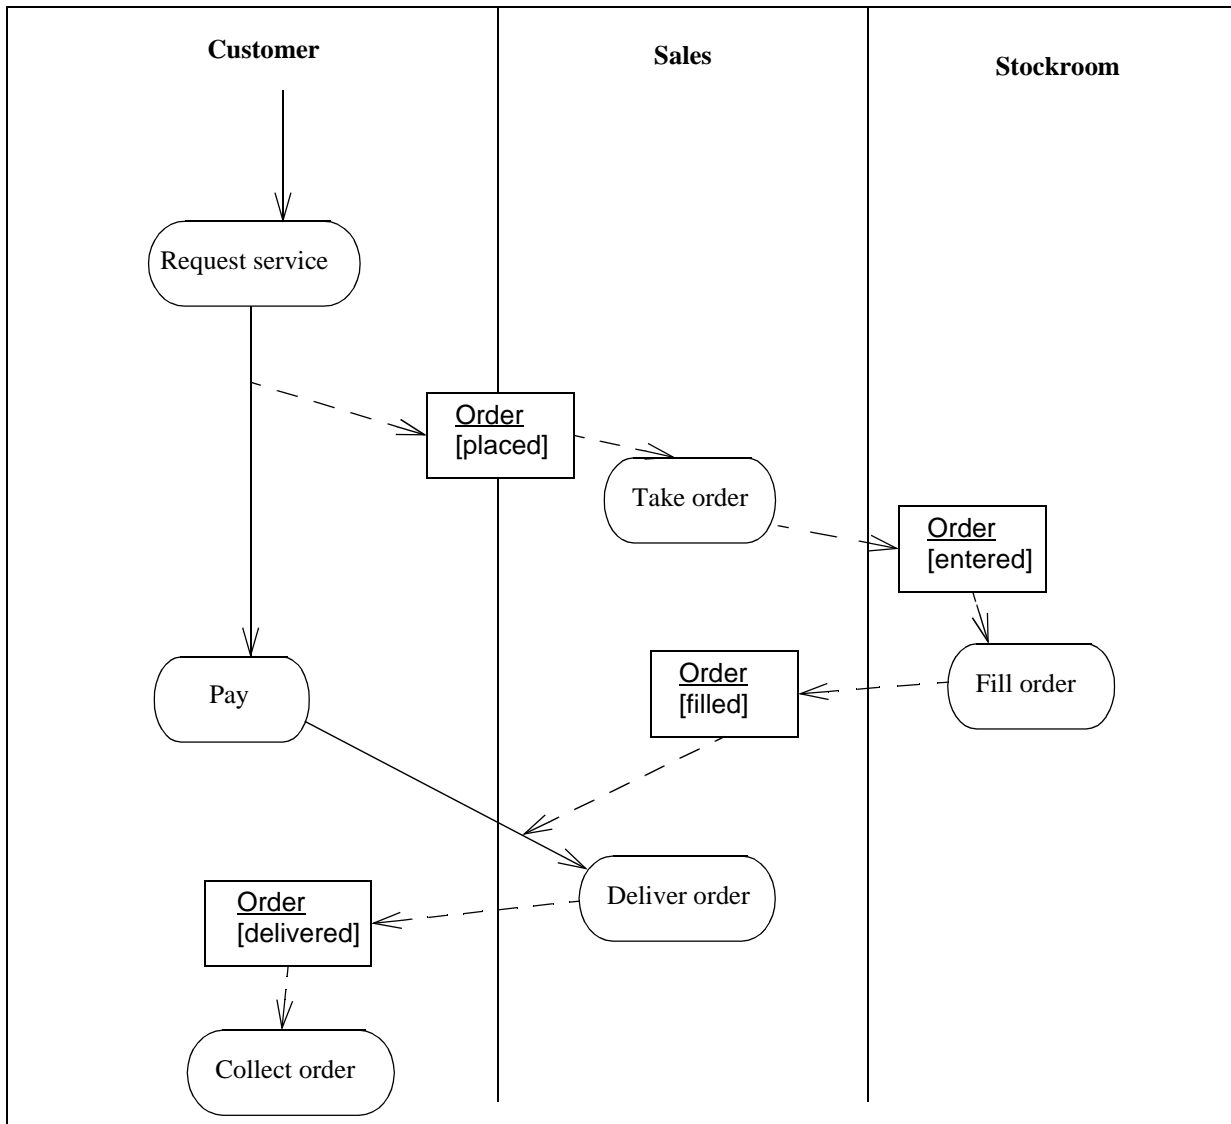 Customer
Sales
Stockroom
Request service
Order
[placed]
Take order
Order
[entered]
Order
[filled]
Fill order
Pay
Deliver order
Order
[delivered]
Collect order